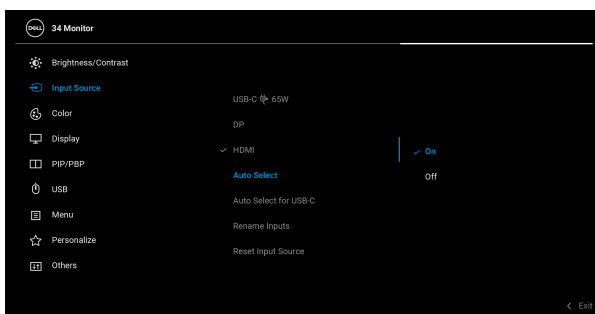 DELL 34 Monitor
Brightness/Contrast
Input Source
Color
Display
PIP/PBP
USB
Menu
Personalize
Others
USB-C 65W
DP
HDMI
Auto Select
Auto Select for USB-C
Rename Inputs
Reset Input Source
On
Off
Exit